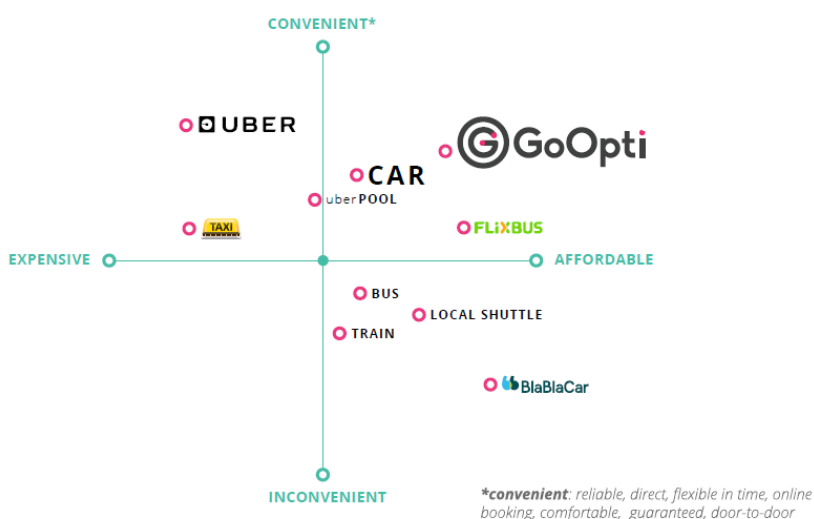 CONVENIENT*
UBER
GoOpti
CAR
uberPOOL
TAXI
FLiXBUS
EXPENSIVE
AFFORDABLE
BUS
LOCAL SHUTTLE
TRAIN
BlaBlaCar
INCONVENIENT
*convenient: reliable, direct, flexible in time, online
booking, comfortable, guaranteed, door-to-door